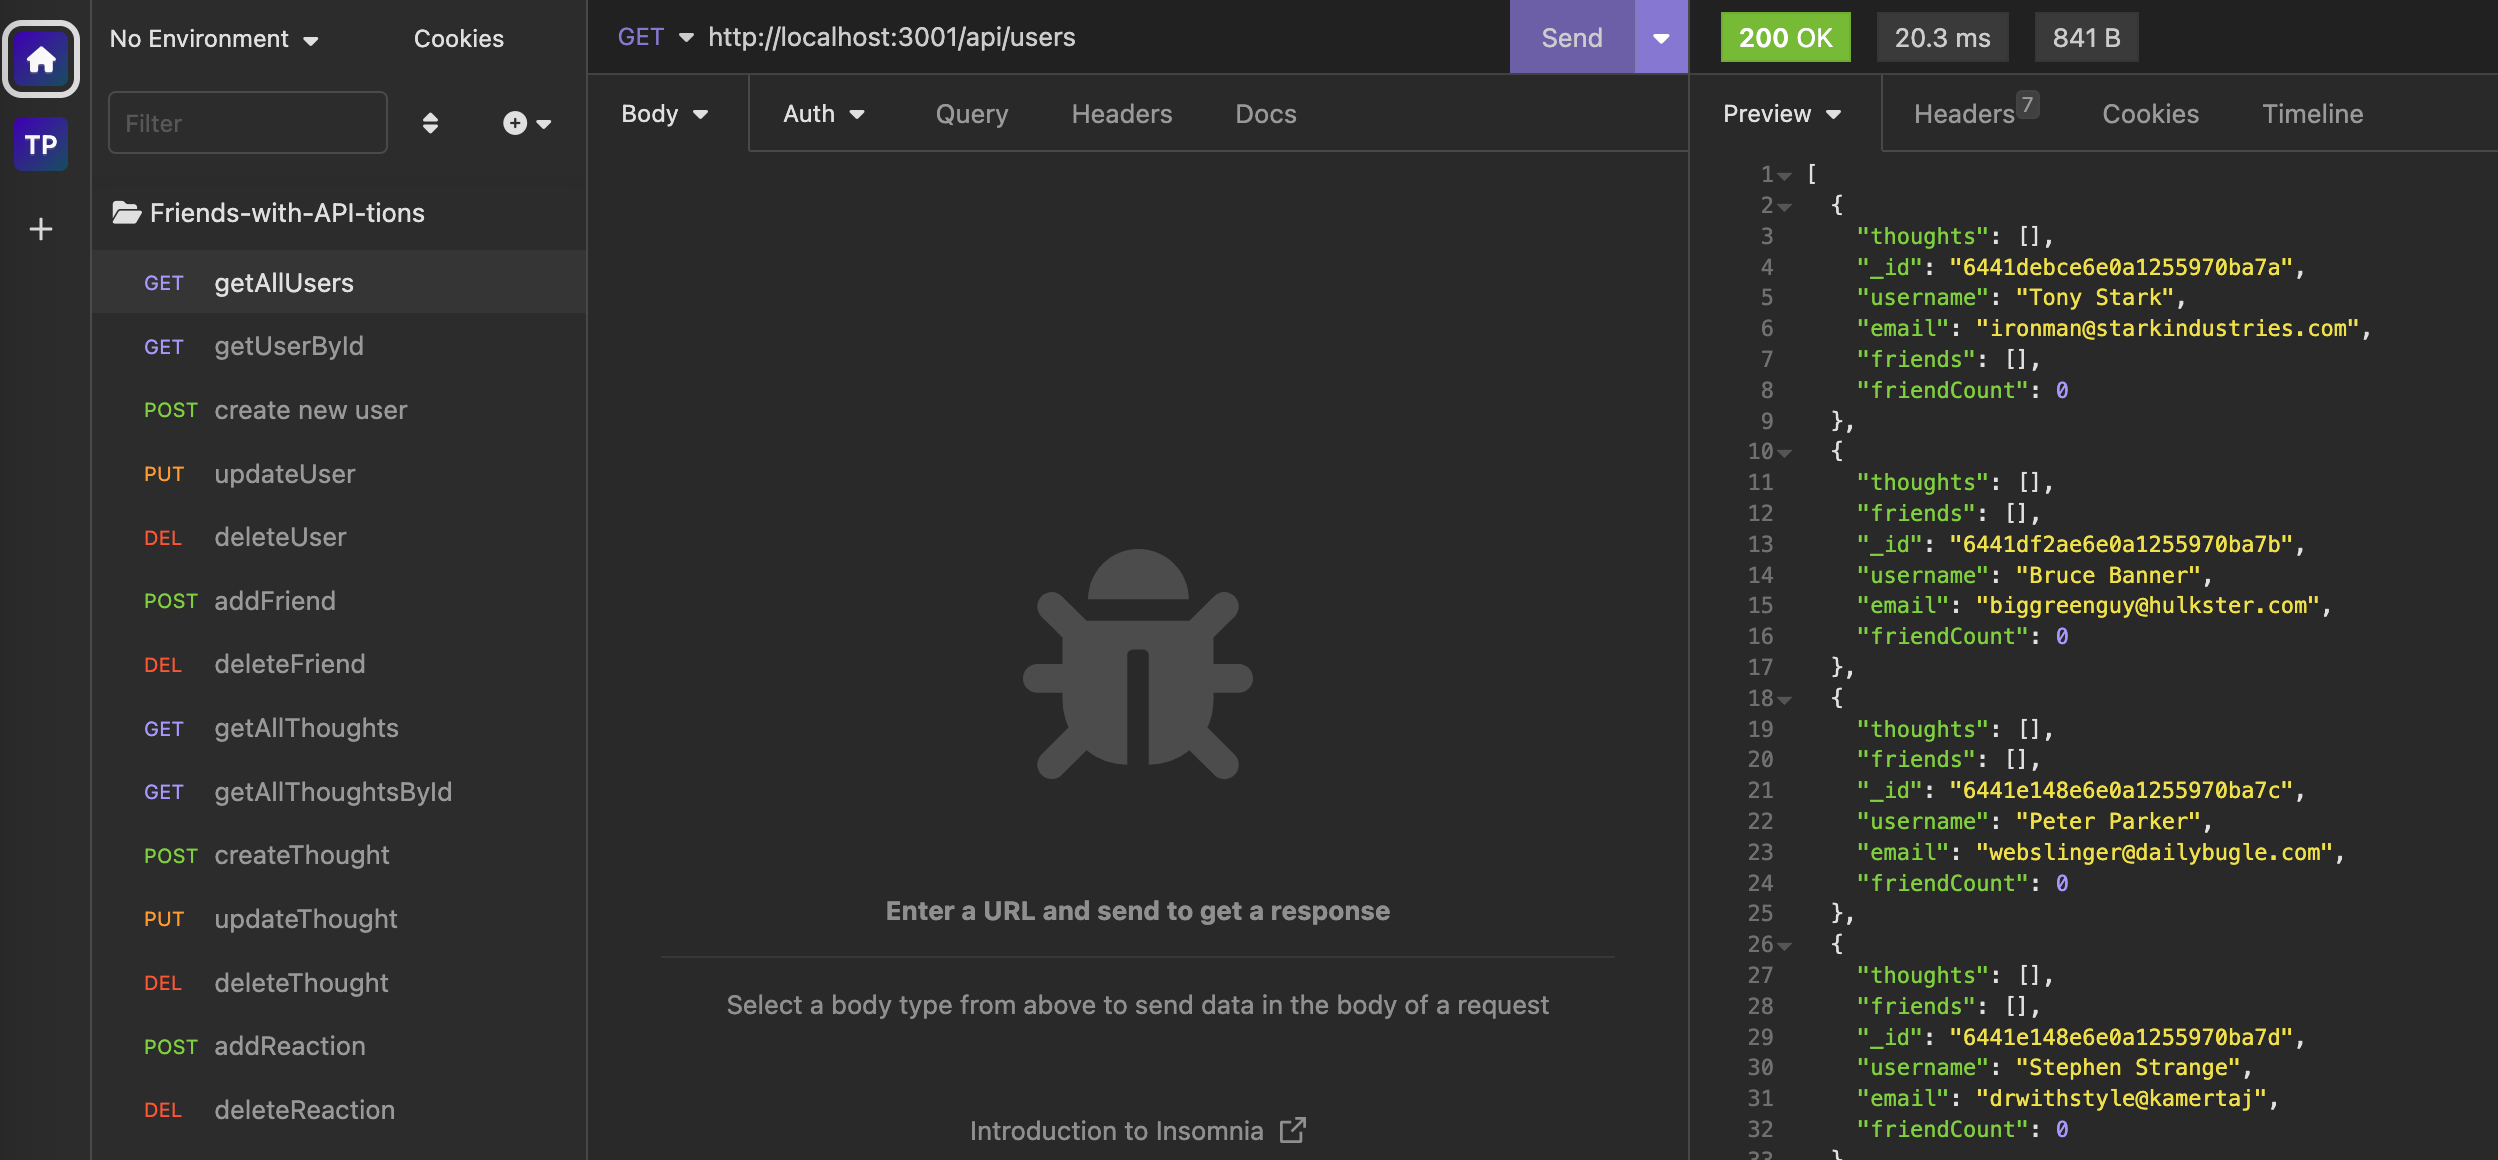 No Environment
Cookies
TP
Filter
Friends-with-API-tions
GET getAllUsers
GET getUserById
POST create new user
PUT updateUser
DEL deleteUser
POST addFriend
DEL deleteFriend
GET getAllThoughts
GET getAllThoughtsById
POST createThought
PUT updateThought
DEL deleteThought
POST addReaction
DEL deleteReaction
GET http://localhost:3001/api/users
Send
Body Auth Query Headers Docs
Enter a URL and send to get a response
Select a body type from above to send data in the body of a request
Introduction to Insomnia
200 OK 20.3 ms 841 B
Preview Headers 7 Cookies Timeline
1 [
2 {
3 "thoughts": [],
4 "_id": "6441debce6e0a1255970ba7a",
5 "username": "Tony Stark",
6 "email": "ironman@starkindustries.com",
7 "friends": [],
8 "friendCount": 0
9 },
10 {
11 "thoughts": [],
12 "friends": [],
13 "_id": "6441df2ae6e0a1255970ba7b",
14 "username": "Bruce Banner",
15 "email": "biggreenguy@hulkster.com",
16 "friendCount": 0
17 },
18 {
19 "thoughts": [],
20 "friends": [],
21 "_id": "6441e148e6e0a1255970ba7c",
22 "username": "Peter Parker",
23 "email": "webslinger@dailybugle.com",
24 "friendCount": 0
25 },
26 {
27 "thoughts": [],
28 "friends": [],
29 "_id": "6441e148e6e0a1255970ba7d",
30 "username": "Stephen Strange",
31 "email": "drwithstyle@kamertaj",
32 "friendCount": 0